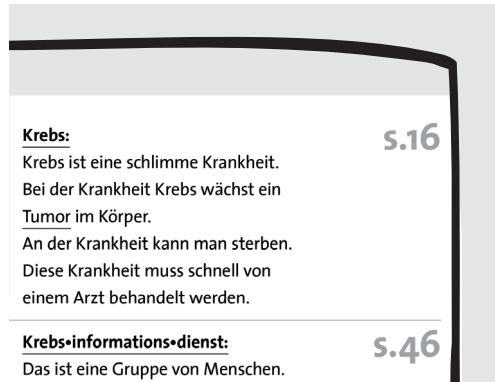 Krebs: s.16
Krebs ist eine schlimme Krankheit.
Bei der Krankheit Krebs wächst ein
Tumor im Körper.
An der Krankheit kann man sterben.
Diese Krankheit muss schnell von
einem Arzt behandelt werden.
Krebs•informations•dienst: s.46
Das ist eine Gruppe von Menschen.